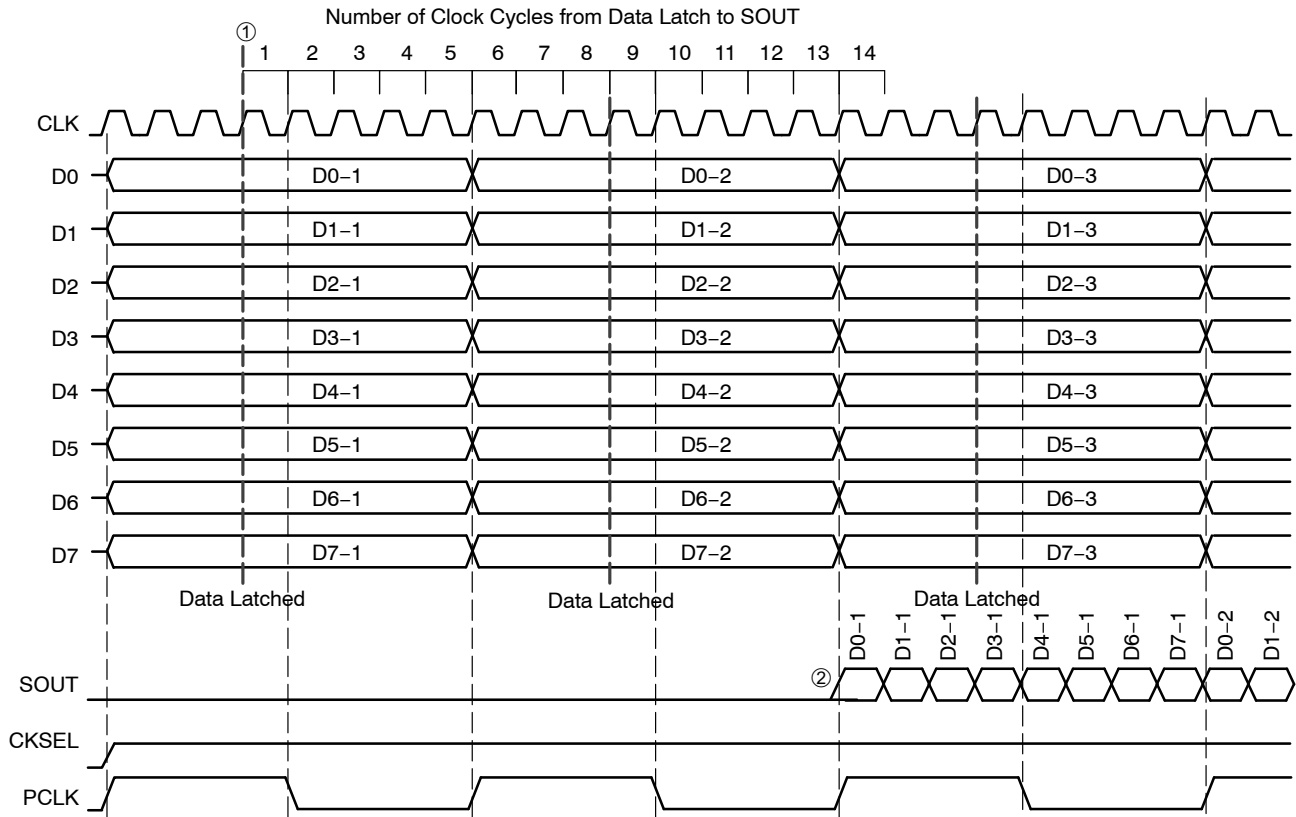 Number of Clock Cycles from Data Latch to SOUT
①
1 2 3 4 5 6 7 8 9 10 11 12 13 14
CLK
D0 D0−1 D0−2 D0−3
D1 D1−1 D1−2 D1−3
D2 D2−1 D2−2 D2−3
D3 D3−1 D3−2 D3−3
D4 D4−1 D4−2 D4−3
D5 D5−1 D5−2 D5−3
D6 D6−1 D6−2 D6−3
D7 D7−1 D7−2 D7−3
Data Latched Data Latched Data Latched
D0−1 D1−1 D2−1 D3−1 D4−1 D5−1 D6−1 D7−1 D0−2 D1−2
SOUT ②
CKSEL
PCLK